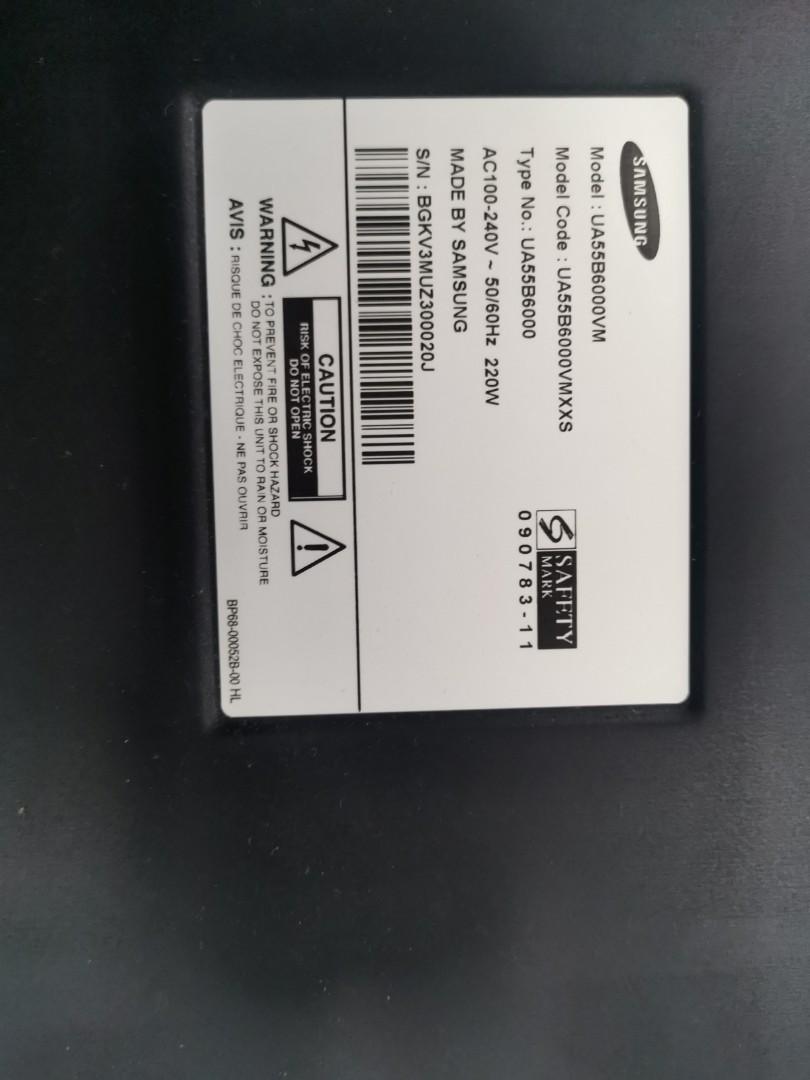 SAMSUNG
Model : UA55B6000VM
Model Code : UA55B6000VMXXS
Type No.: UA55B6000
AC100-240V ~ 50/60Hz 220W
MADE BY SAMSUNG
S/N : BGKV3MUZ300020J
S SAFETY
MARK
090783-11
CAUTION
RISK OF ELECTRIC SHOCK
DO NOT OPEN
WARNING : TO PREVENT FIRE OR SHOCK HAZARD
DO NOT EXPOSE THIS UNIT TO RAIN OR MOISTURE
AVIS : RISQUE DE CHOC ELECTRIQUE - NE PAS OUVRIR
BP68-00052B-00 HL